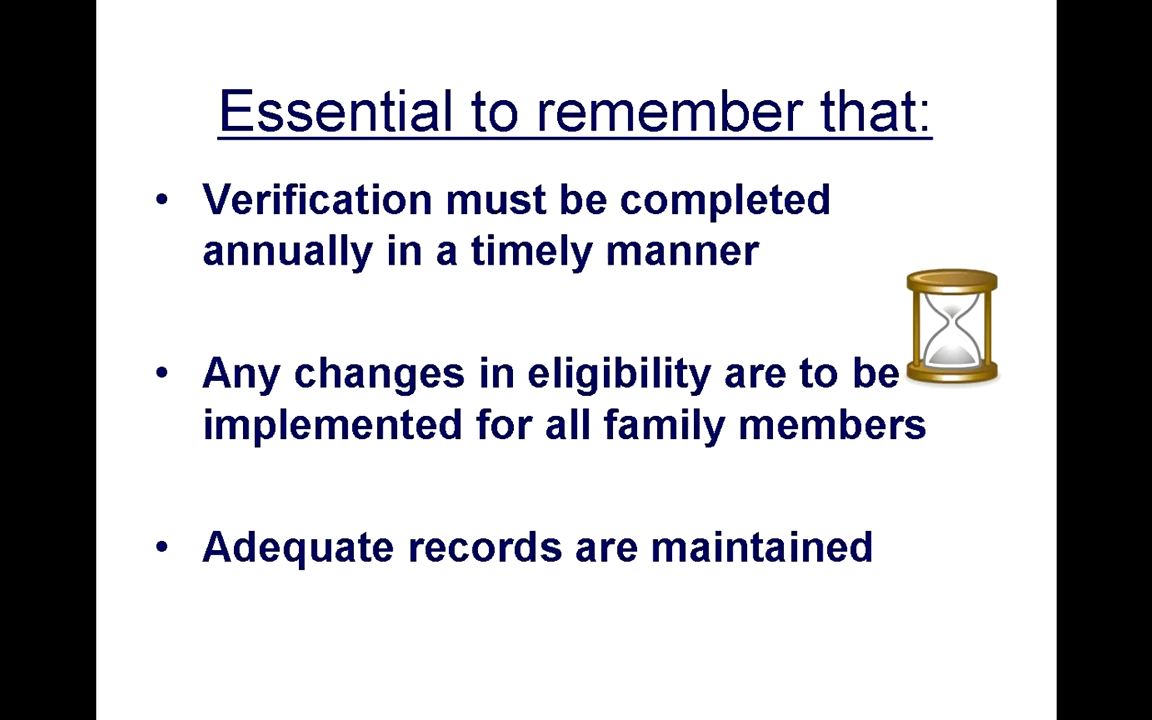 Essential to remember that:
• Verification must be completed
annually in a timely manner
• Any changes in eligibility are to be
implemented for all family members
• Adequate records are maintained